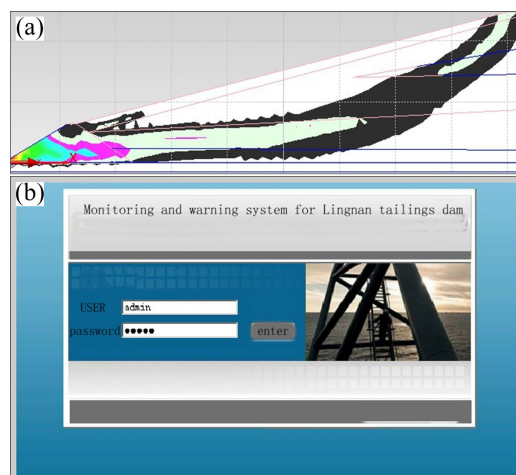 (a)
X
(b)
Monitoring and warning system for Lingnan tailings dam
USER admin
password ●●●●●
enter